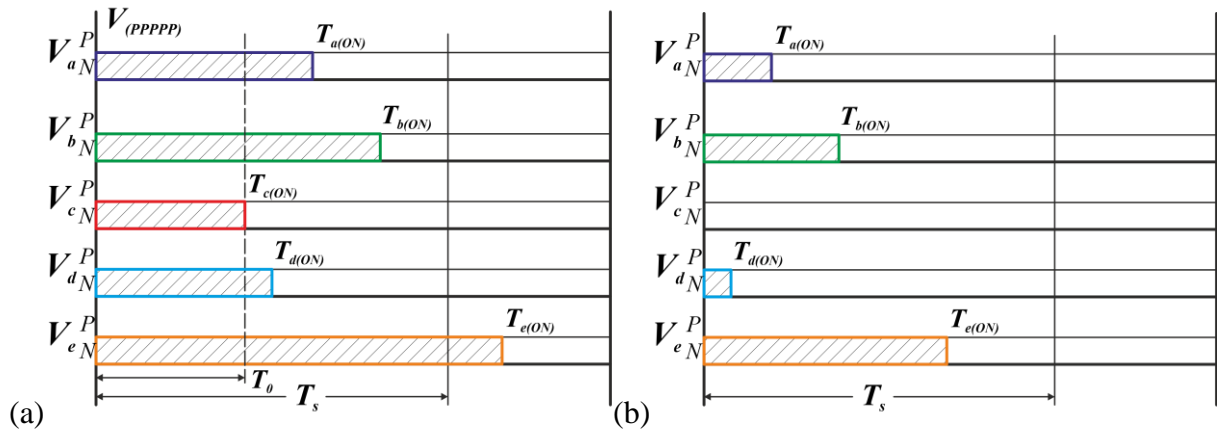 V(PPPPP)
Ta(ON)
Va P N
Tb(ON)
Vb P N
Tc(ON)
Vc P N
Td(ON)
Vd P N
Te(ON)
Ve P N
T0
Ts
(a)
Ta(ON)
Va P N
Tb(ON)
Vb P N
Vc P N
Td(ON)
Vd P N
Te(ON)
Ve P N
Ts
(b)